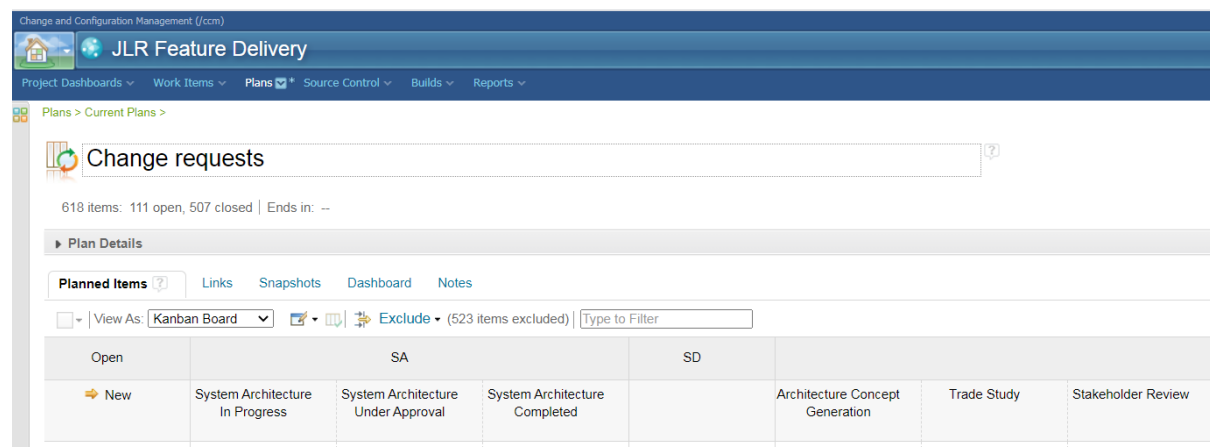 Change and Configuration Management (/ccm)
JLR Feature Delivery
Project Dashboards Work Items Plans * Source Control Builds Reports
Plans > Current Plans >
Change requests ?
618 items: 111 open, 507 closed | Ends in: --
Plan Details
Planned Items ? Links Snapshots Dashboard Notes
View As: Kanban Board Exclude (523 items excluded) Type to Filter
Open SA SD
New System Architecture In Progress System Architecture Under Approval System Architecture Completed Architecture Concept Generation Trade Study Stakeholder Review